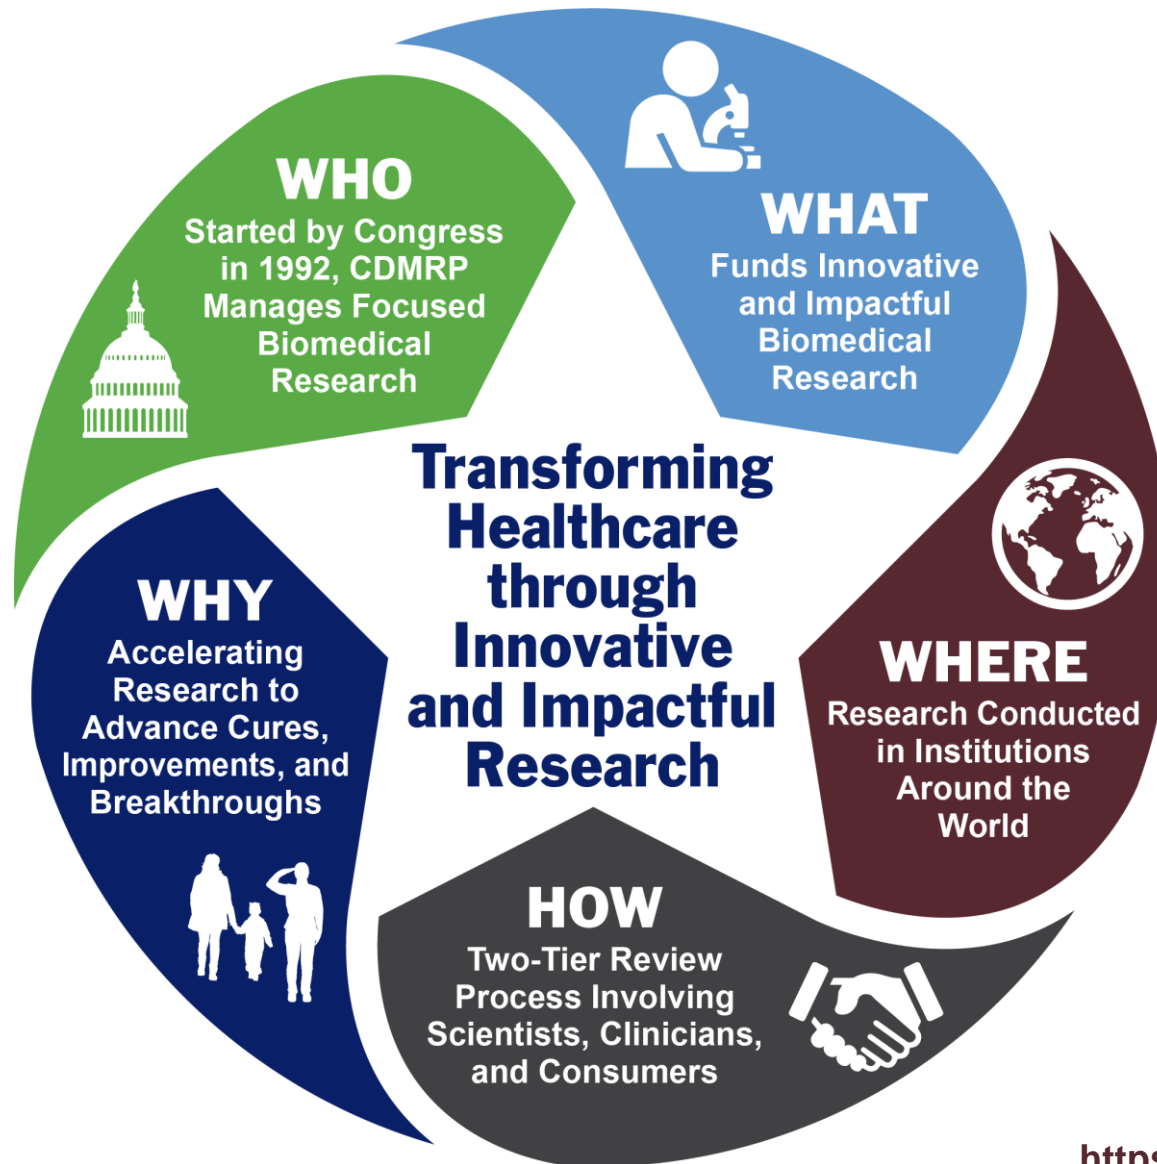 WHO
Started by Congress
in 1992, CDMRP
Manages Focused
Biomedical
Research
WHAT
Funds Innovative
and Impactful
Biomedical
Research
WHERE
Research Conducted
in Institutions
Around the
World
HOW
Two-Tier Review
Process Involving
Scientists, Clinicians,
and Consumers
WHY
Accelerating
Research to
Advance Cures,
Improvements, and
Breakthroughs
Transforming
Healthcare
through
Innovative
and Impactful
Research
https